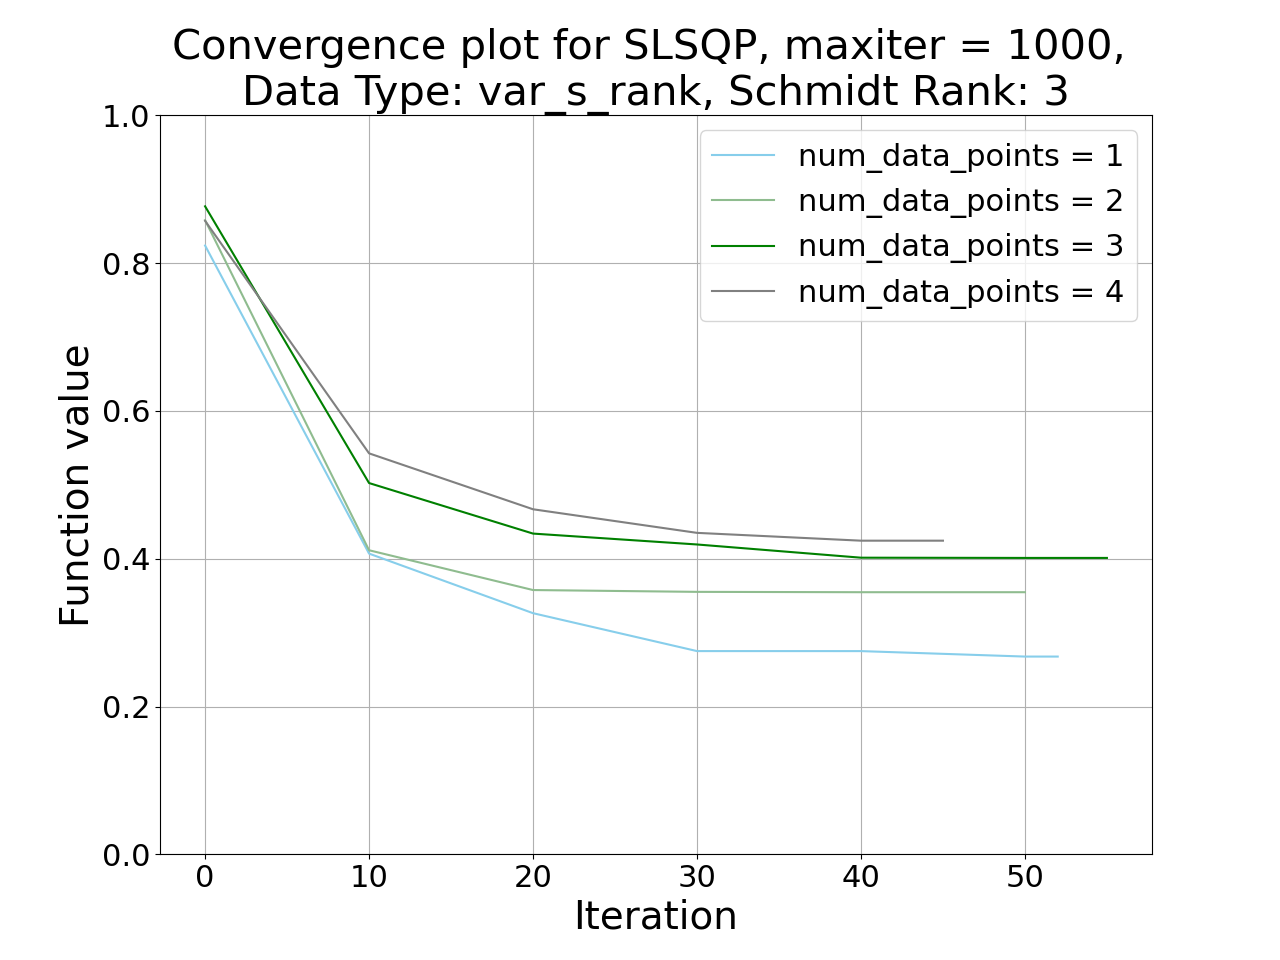 Convergence plot for SLSQP, maxiter = 1000,
Data Type: var_s_rank, Schmidt Rank: 3
num_data_points = 1
num_data_points = 2
num_data_points = 3
num_data_points = 4
Function value
1.0
0.8
0.6
0.4
0.2
0.0
0 10 20 30 40 50
Iteration